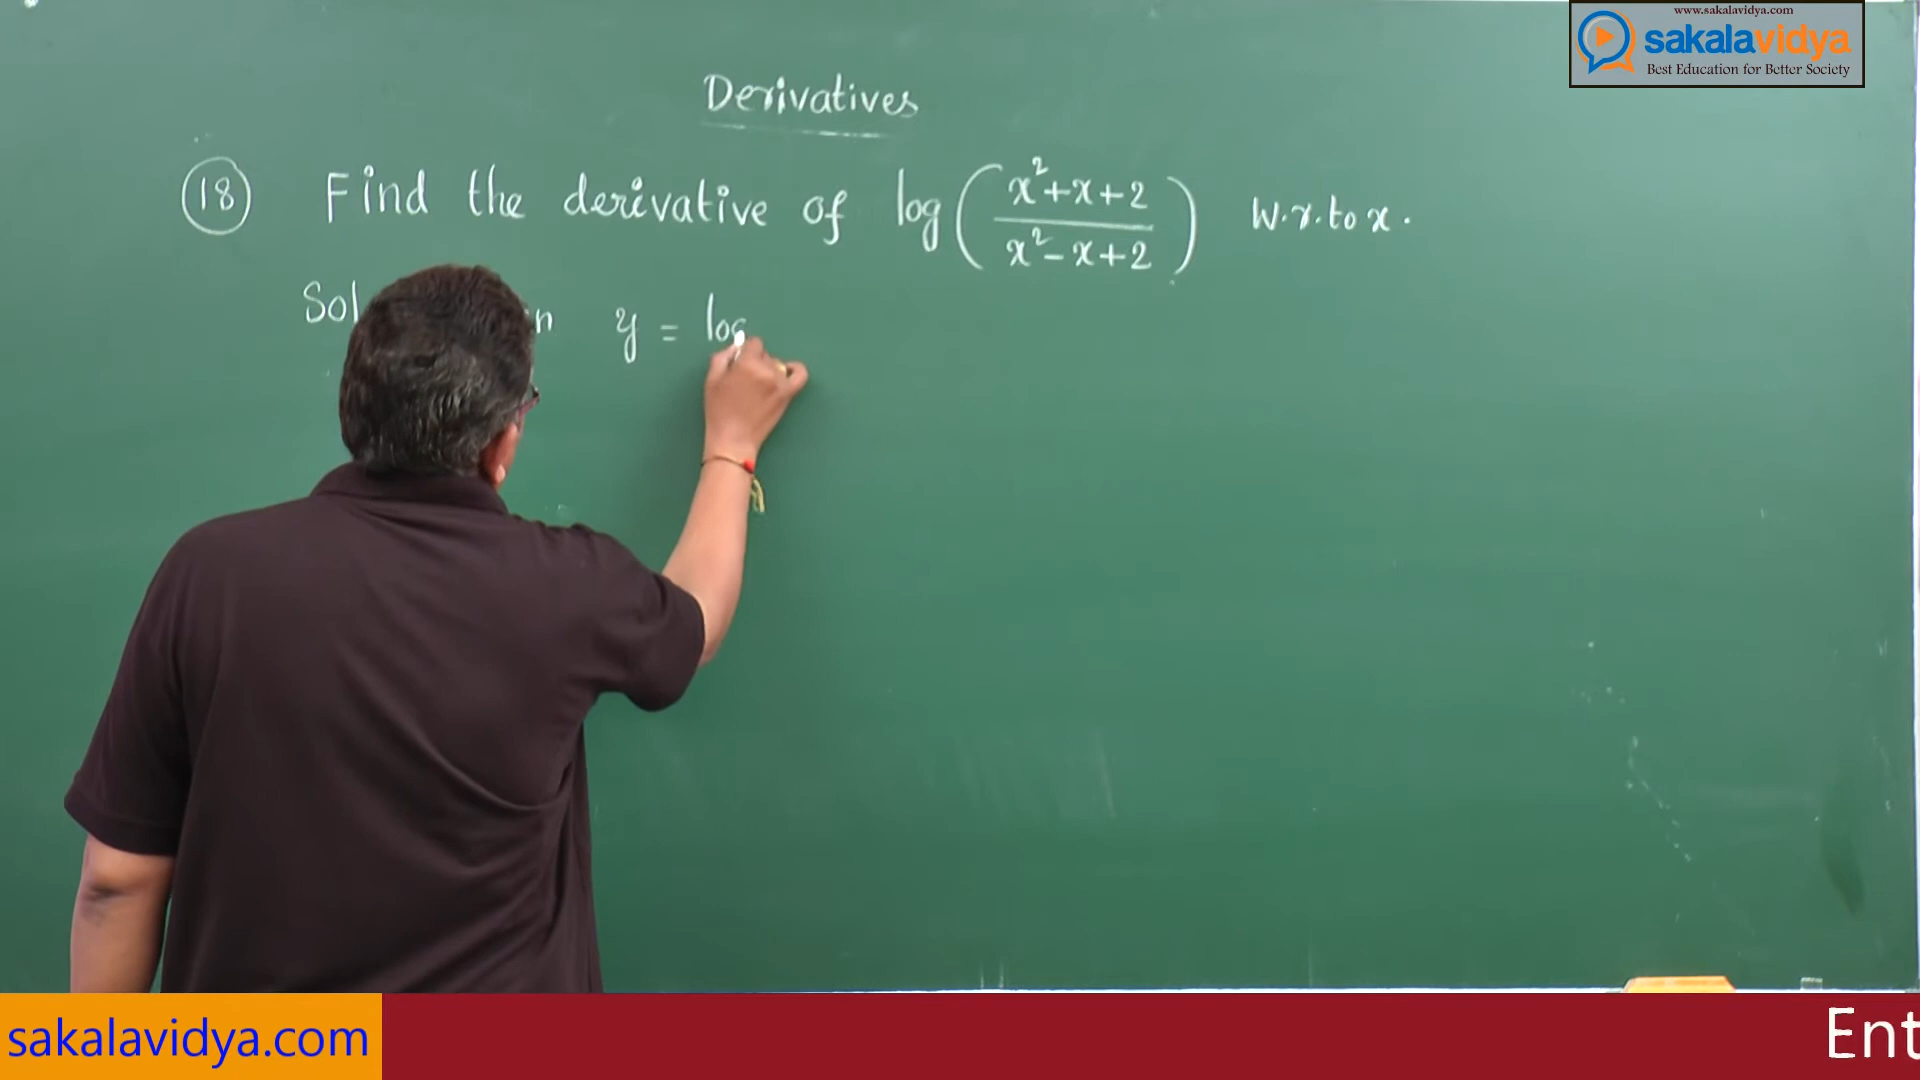 www.sakalavidya.com
sakalavidya
Best Education for Better Society
Derivatives
18 Find the derivative of log(x²+x+2 / x²-x+2) w.r.to x.
Sol y = log
sakalavidya.com
Ent